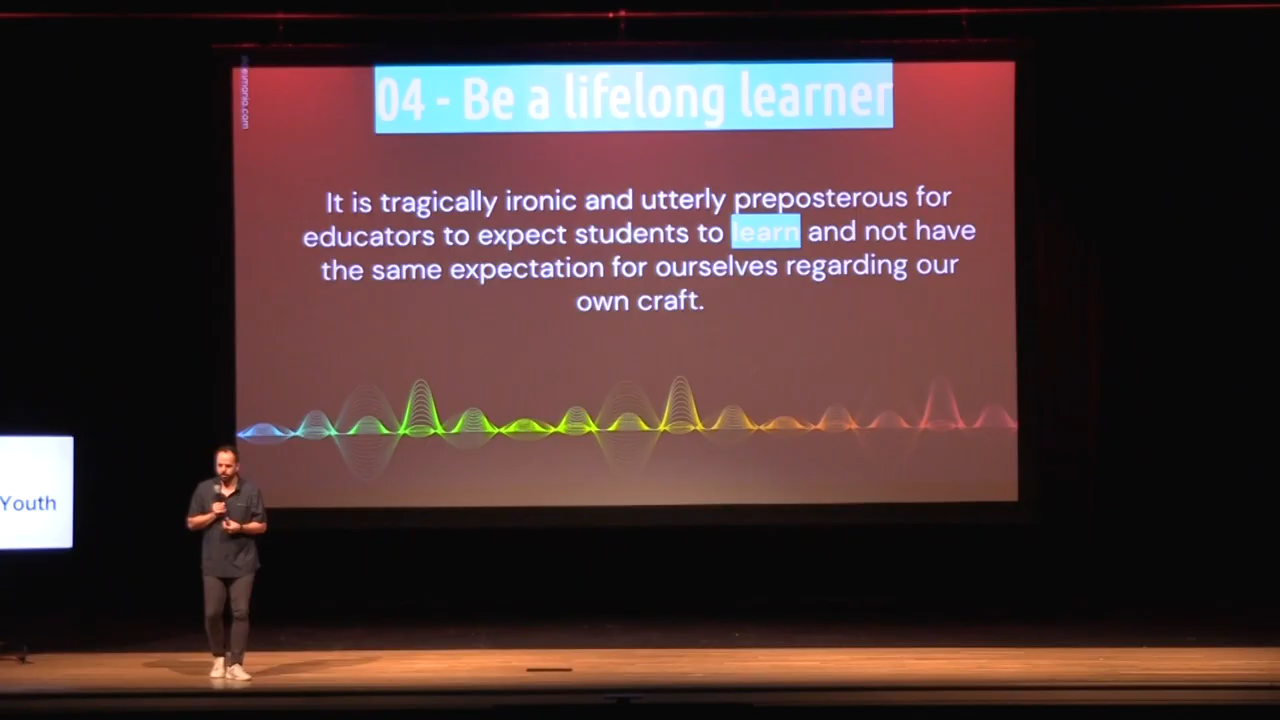 04 - Be a lifelong learner
It is tragically ironic and utterly preposterous for
educators to expect students to learn and not have
the same expectation for ourselves regarding our
own craft.
Youth